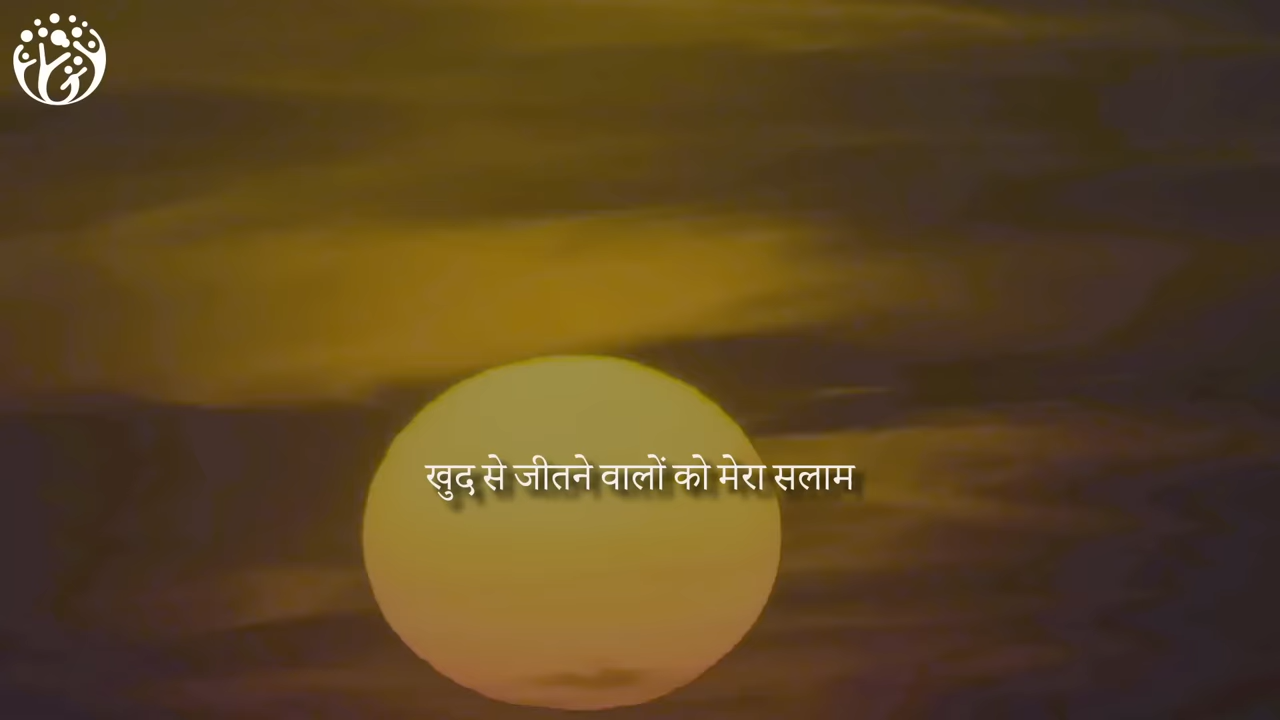 खुद से जीतने वालों को मेरा सलाम